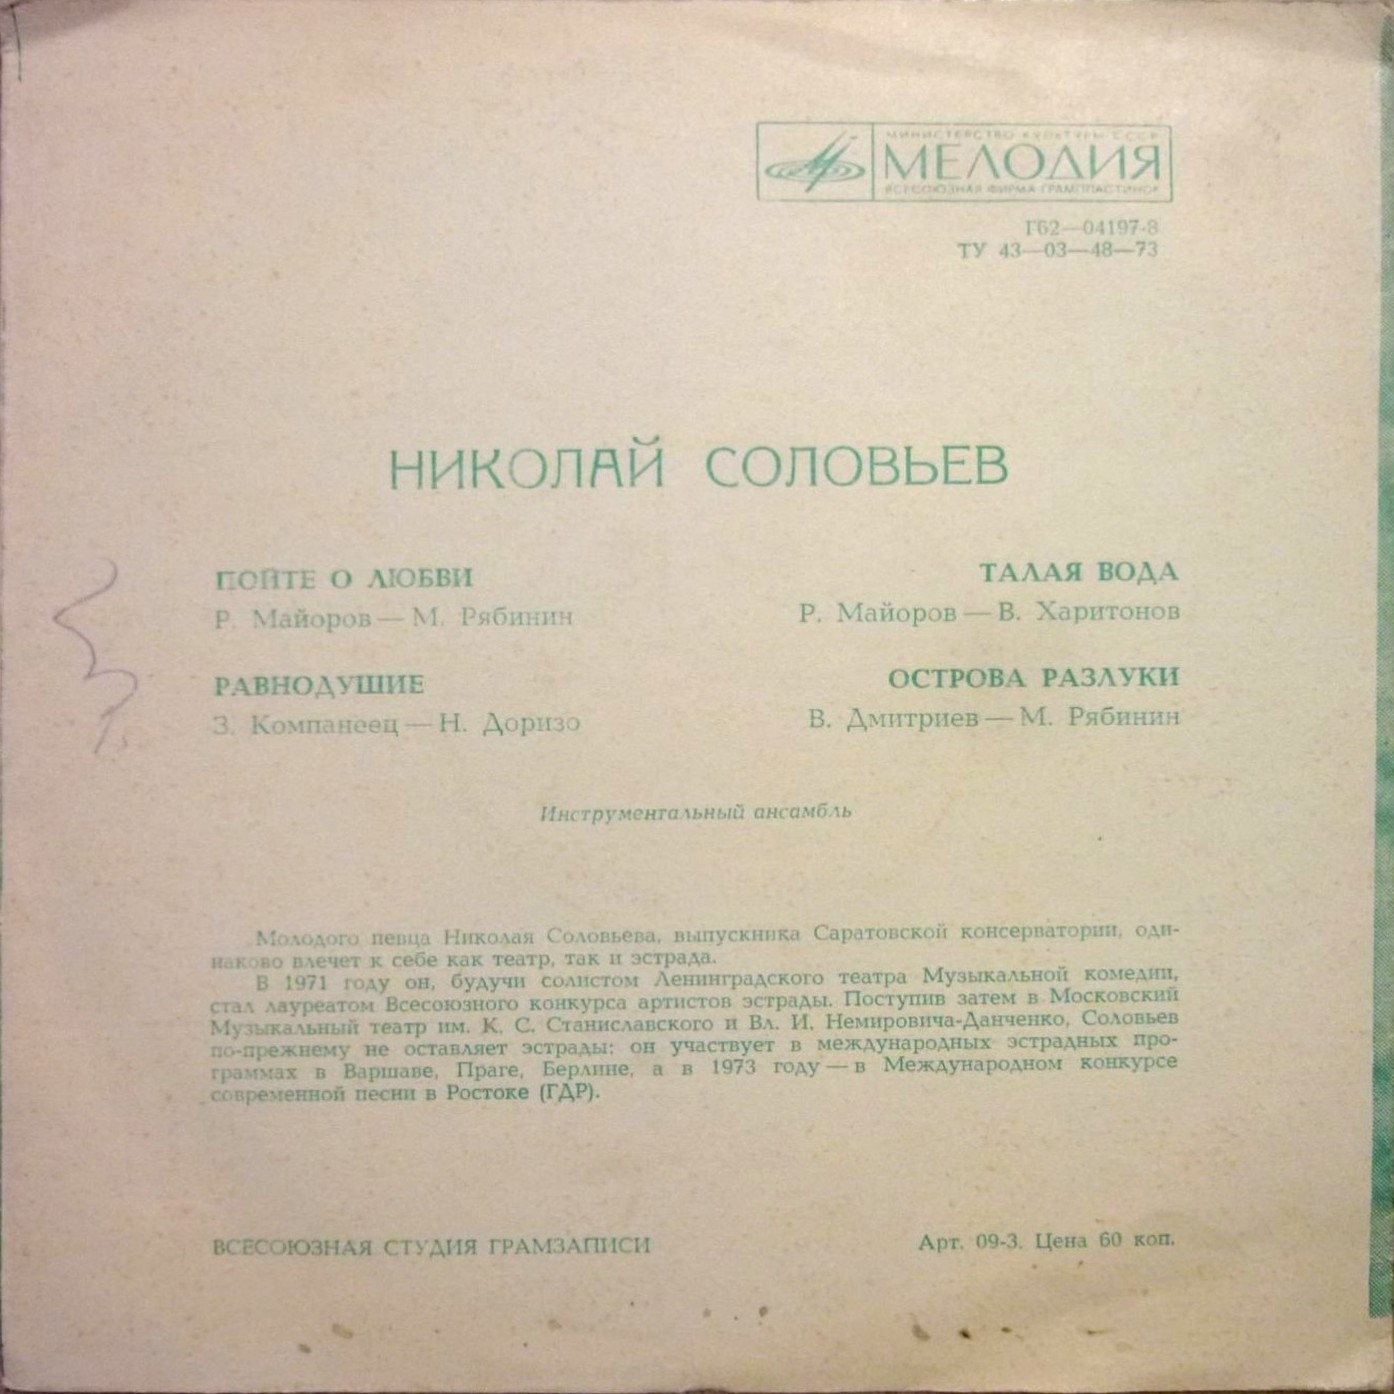 МИНИСТЕРСТВО КУЛЬТУРЫ СССР
МЕЛОДИЯ
ВСЕСОЮЗНАЯ ФИРМА ГРАМПЛАСТИНОК
Г62—04197-8
ТУ 43—03—48—73
НИКОЛАЙ СОЛОВЬЕВ
ПОЙТЕ О ЛЮБВИ
Р. Майоров — М. Рябинин
РАВНОДУШИЕ
З. Компанеец — Н. Доризо
ТАЛАЯ ВОДА
Р. Майоров — В. Харитонов
ОСТРОВА РАЗЛУКИ
В. Дмитриев — М. Рябинин
Инструментальный ансамбль
Молодого певца Николая Соловьева, выпускника Саратовской консерватории, оди-
наково влечет к себе как театр, так и эстрада.
В 1971 году он, будучи солистом Ленинградского театра Музыкальной комедии,
стал лауреатом Всесоюзного конкурса артистов эстрады. Поступив затем в Московский
Музыкальный театр им. К. С. Станиславского и Вл. И. Немировича-Данченко, Соловьев
по-прежнему не оставляет эстрады: он участвует в международных эстрадных про-
граммах в Варшаве, Праге, Берлине, а в 1973 году — в Международном конкурсе
современной песни в Ростоке (ГДР).
ВСЕСОЮЗНАЯ СТУДИЯ ГРАМЗАПИСИ
Арт. 09-3. Цена 60 коп.